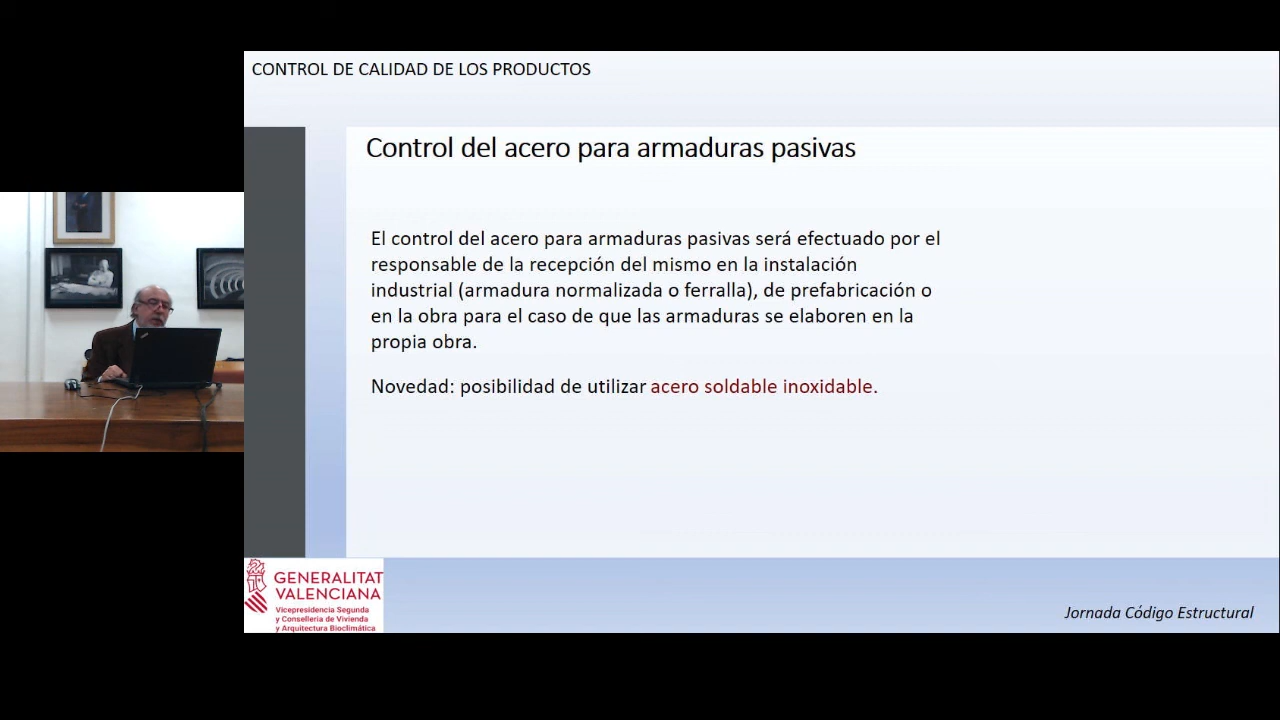 CONTROL DE CALIDAD DE LOS PRODUCTOS
Control del acero para armaduras pasivas
El control del acero para armaduras pasivas será efectuado por el
responsable de la recepción del mismo en la instalación
industrial (armadura normalizada o ferralla), de prefabricación o
en la obra para el caso de que las armaduras se elaboren en la
propia obra.
Novedad: posibilidad de utilizar acero soldable inoxidable.
GENERALITAT
VALENCIANA
Vicepresidencia Segunda
y Conselleria de Vivienda
y Arquitectura Bioclimática
Jornada Código Estructural